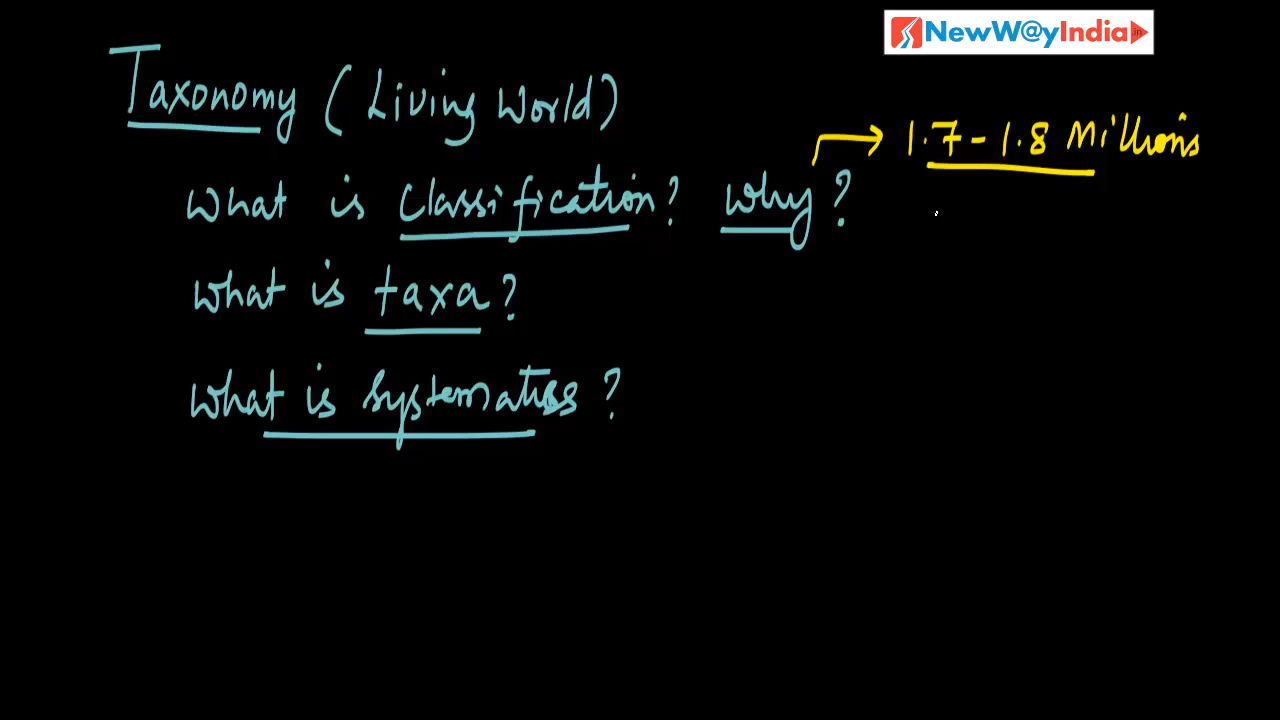 NewW@yIndia.in
Taxonomy (Living World)
1.7 - 1.8 Millions
What is classification? why?
what is taxa?
what is systematics?